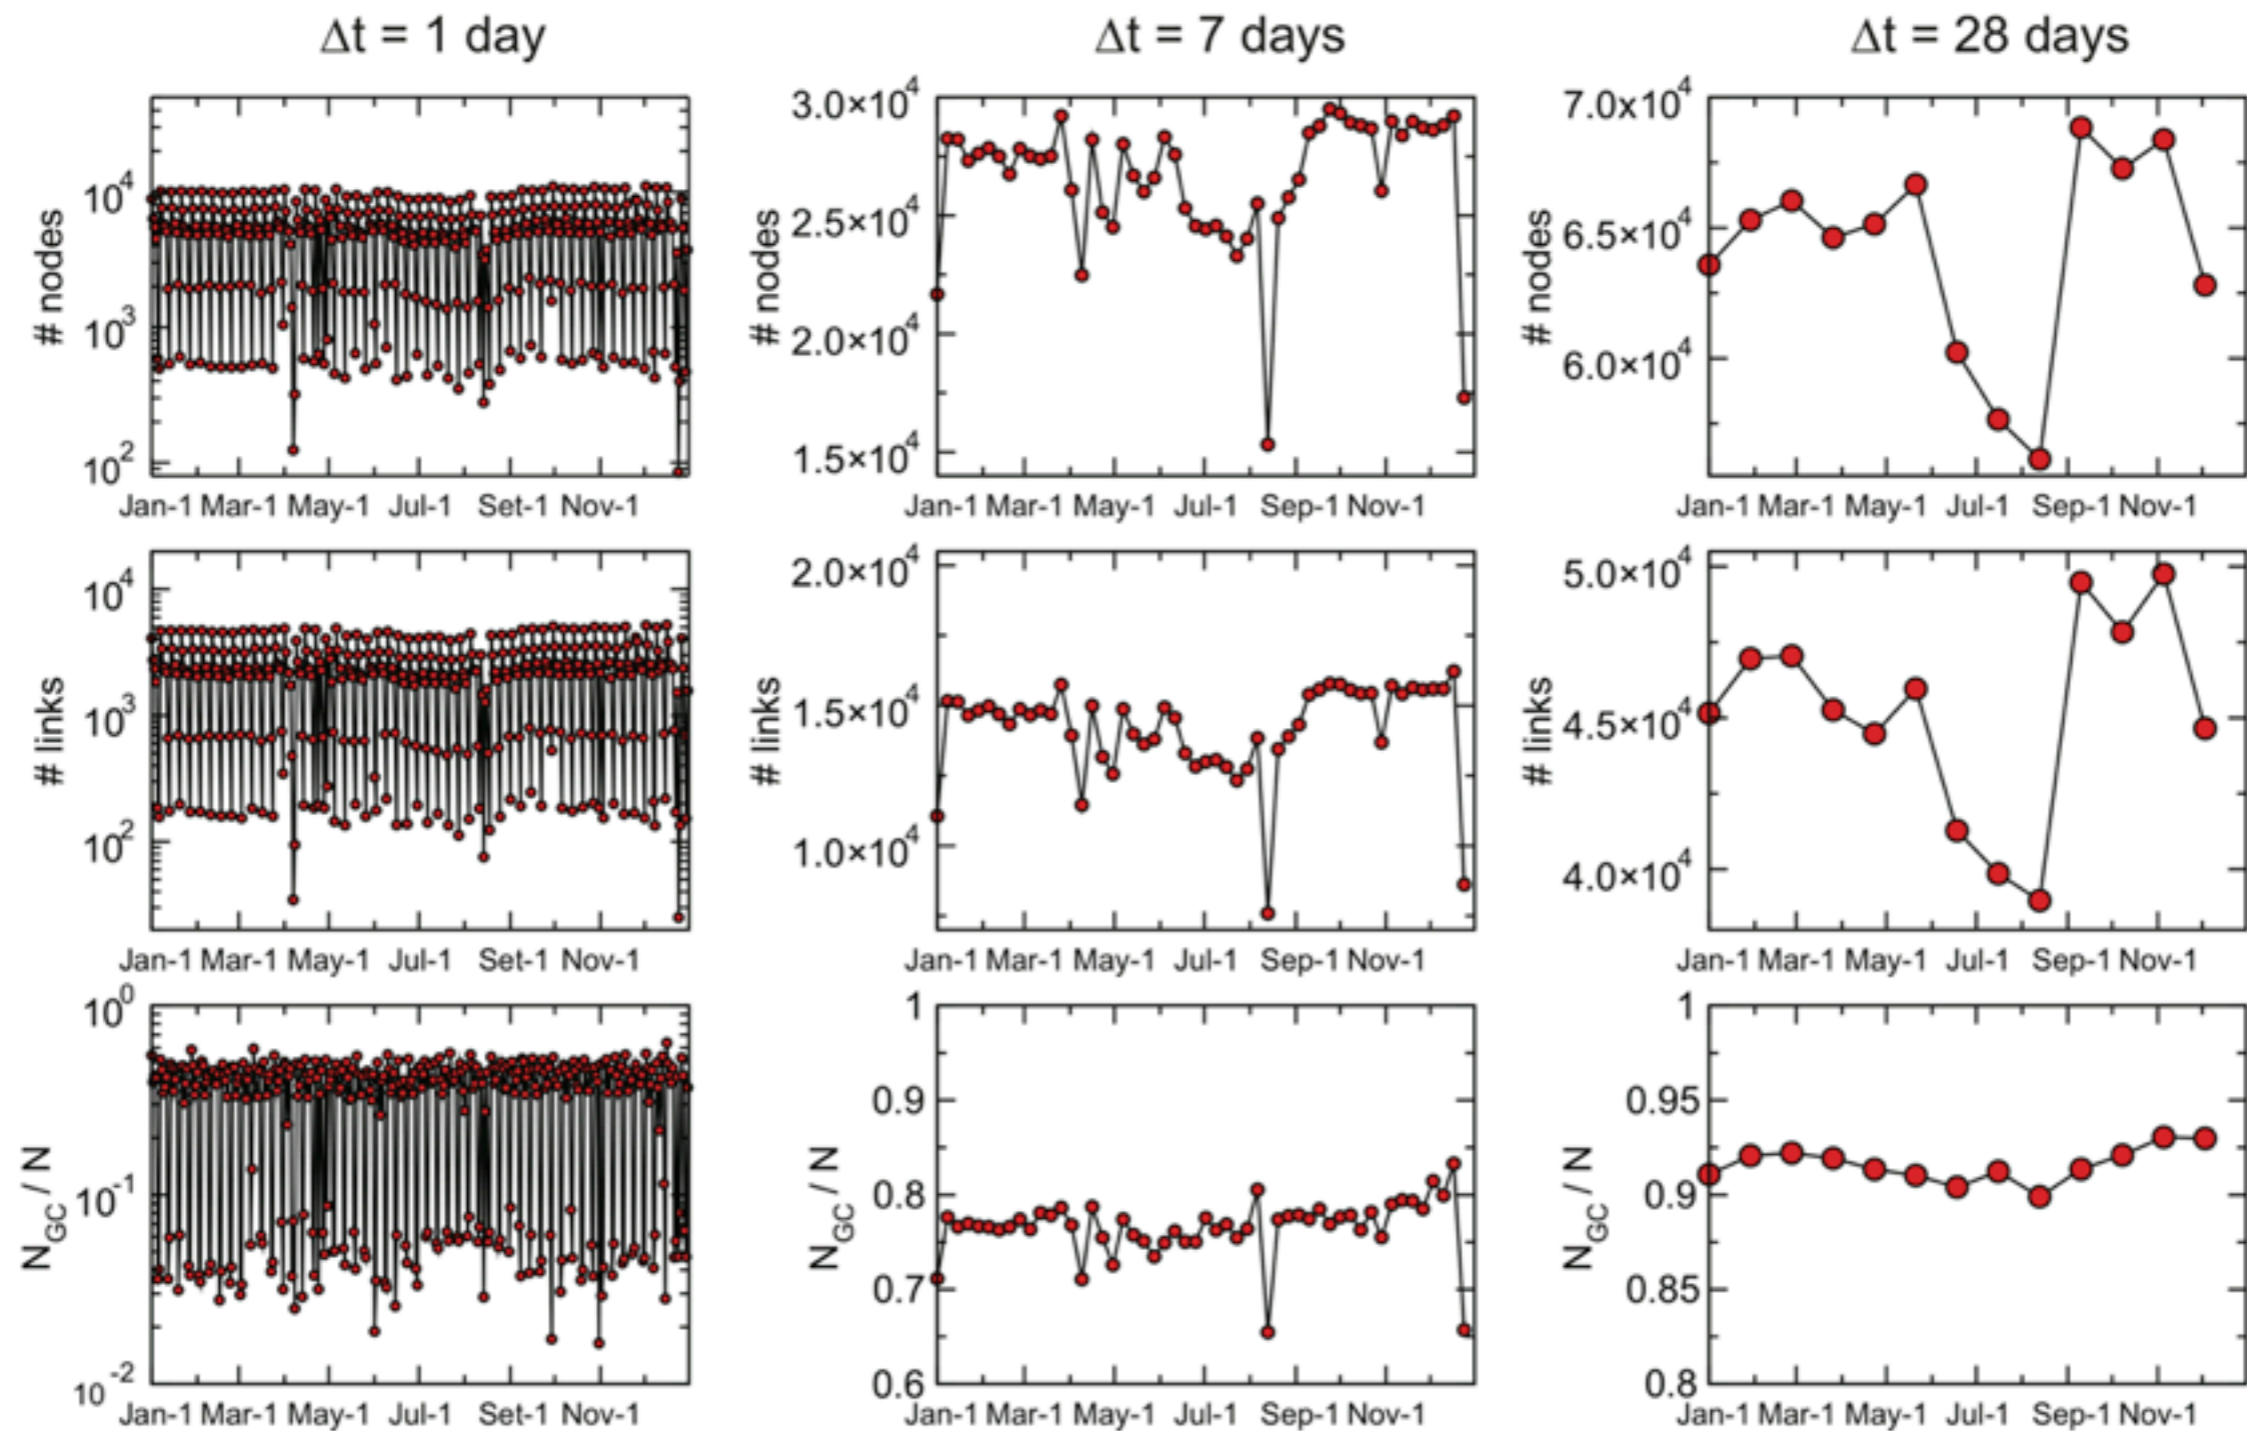 Δt = 1 day
Δt = 7 days
Δt = 28 days
# nodes
10^4
10^3
10^2
Jan-1 Mar-1 May-1 Jul-1 Set-1 Nov-1
# nodes
3.0×10^4
2.5×10^4
2.0×10^4
1.5×10^4
Jan-1 Mar-1 May-1 Jul-1 Sep-1 Nov-1
# nodes
7.0×10^4
6.5×10^4
6.0×10^4
Jan-1 Mar-1 May-1 Jul-1 Sep-1 Nov-1
# links
10^4
10^3
10^2
Jan-1 Mar-1 May-1 Jul-1 Set-1 Nov-1
# links
2.0×10^4
1.5×10^4
1.0×10^4
Jan-1 Mar-1 May-1 Jul-1 Sep-1 Nov-1
# links
5.0×10^4
4.5×10^4
4.0×10^4
Jan-1 Mar-1 May-1 Jul-1 Sep-1 Nov-1
N_GC / N
10^0
10^-1
10^-2
Jan-1 Mar-1 May-1 Jul-1 Set-1 Nov-1
N_GC / N
1
0.9
0.8
0.7
0.6
Jan-1 Mar-1 May-1 Jul-1 Sep-1 Nov-1
N_GC / N
1
0.95
0.9
0.85
0.8
Jan-1 Mar-1 May-1 Jul-1 Sep-1 Nov-1